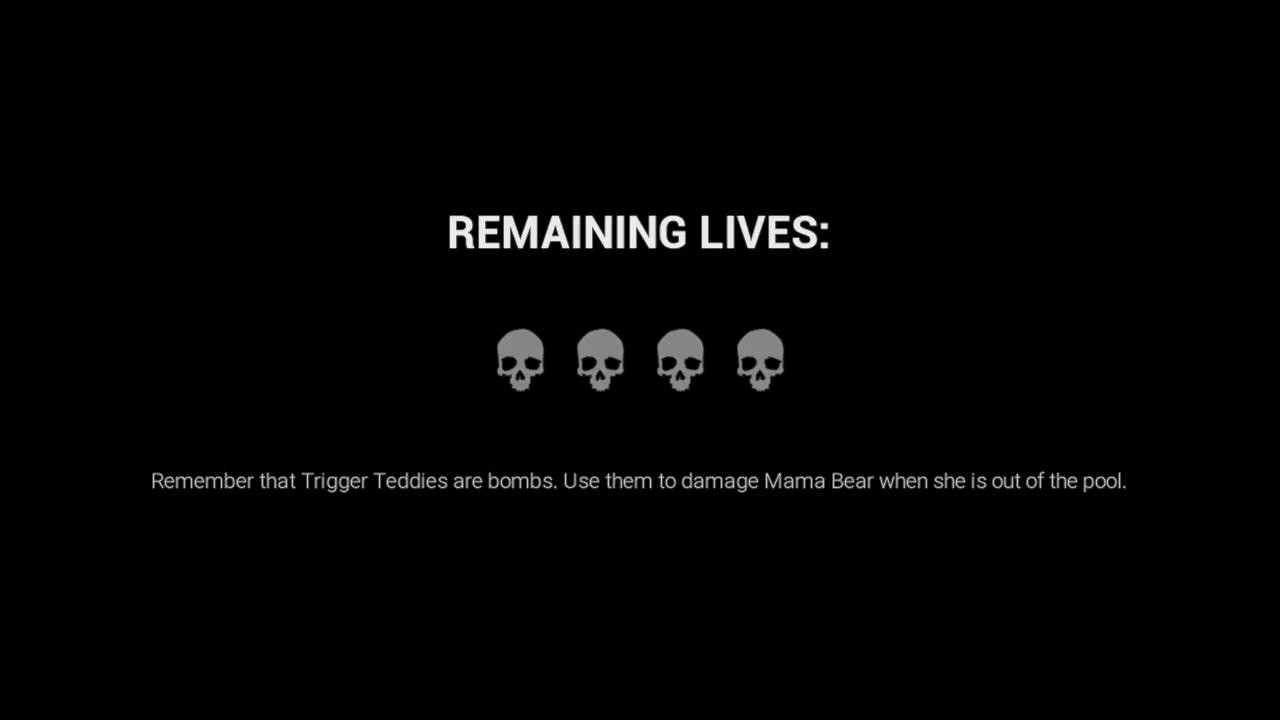 REMAINING LIVES:
Remember that Trigger Teddies are bombs. Use them to damage Mama Bear when she is out of the pool.